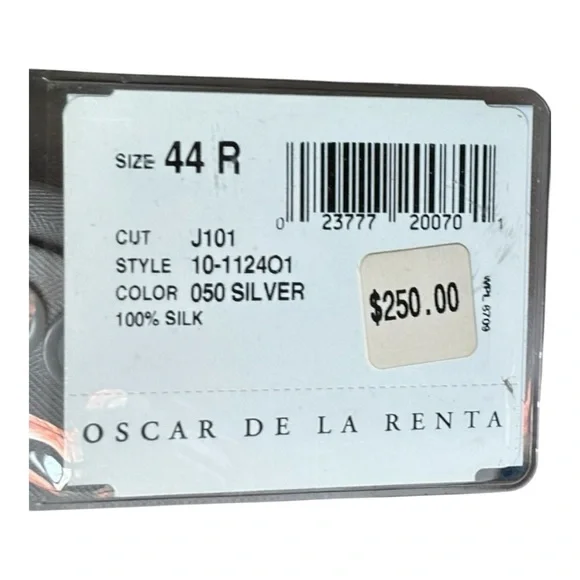 SIZE 44 R
0 23777 20070 1
CUT J101
STYLE 10-1124O1
COLOR 050 SILVER
100% SILK
$250.00
WPL 6709
OSCAR DE LA RENTA